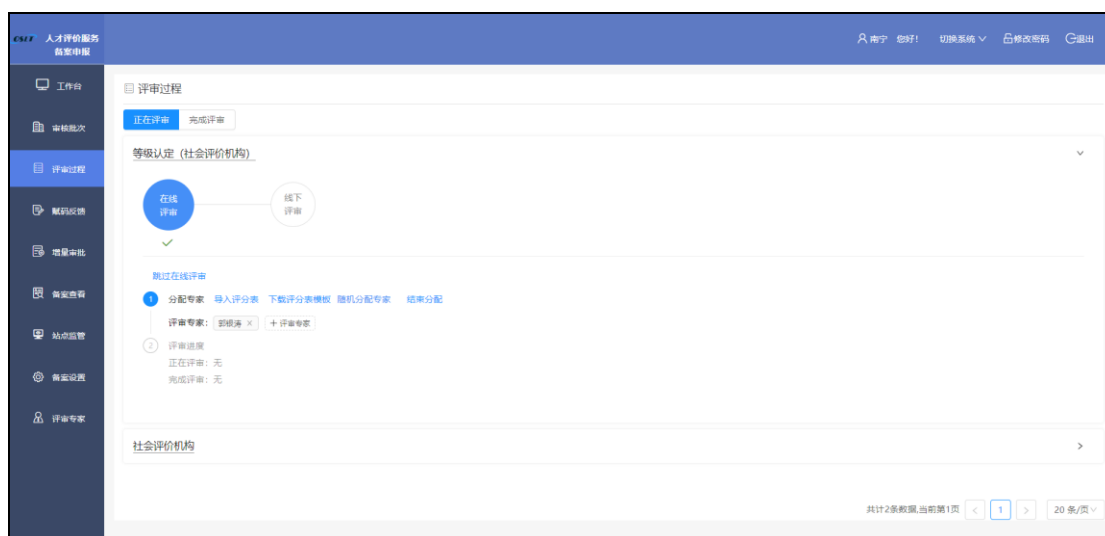 CSLT 人才评价服务
备案申报
南宁 您好! 切换系统 修改密码 退出
工作台
审核批次
评审过程
赋码反馈
增量审批
备案查看
站点监管
备案设置
评审专家
评审过程
正在评审 完成评审
等级认定（社会评价机构）
在线
评审
线下
评审
跳过在线评审
1 分配专家 导入评分表 下载评分表模板 随机分配专家 结束分配
评审专家: 郭银涛 × + 评审专家
2 评审进度
正在评审: 无
完成评审: 无
社会评价机构
共计2条数据,当前第1页 < 1 > 20 条/页